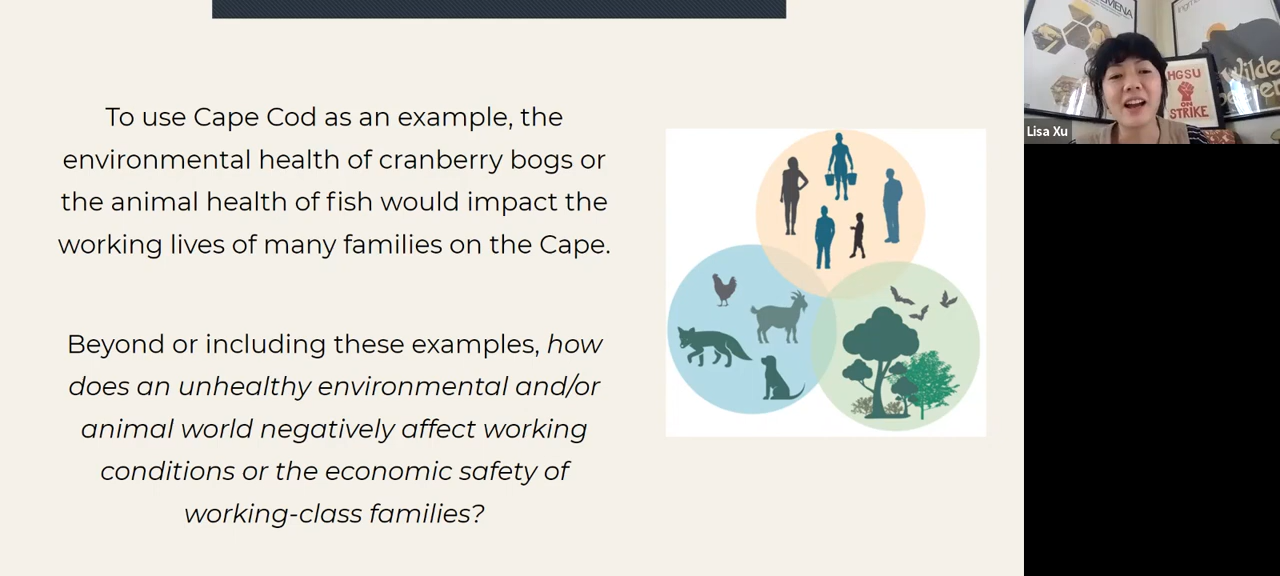 To use Cape Cod as an example, the
environmental health of cranberry bogs or
the animal health of fish would impact the
working lives of many families on the Cape.
Beyond or including these examples, how
does an unhealthy environmental and/or
animal world negatively affect working
conditions or the economic safety of
working-class families?
Lisa Xu
HGSU
ON
STRIKE